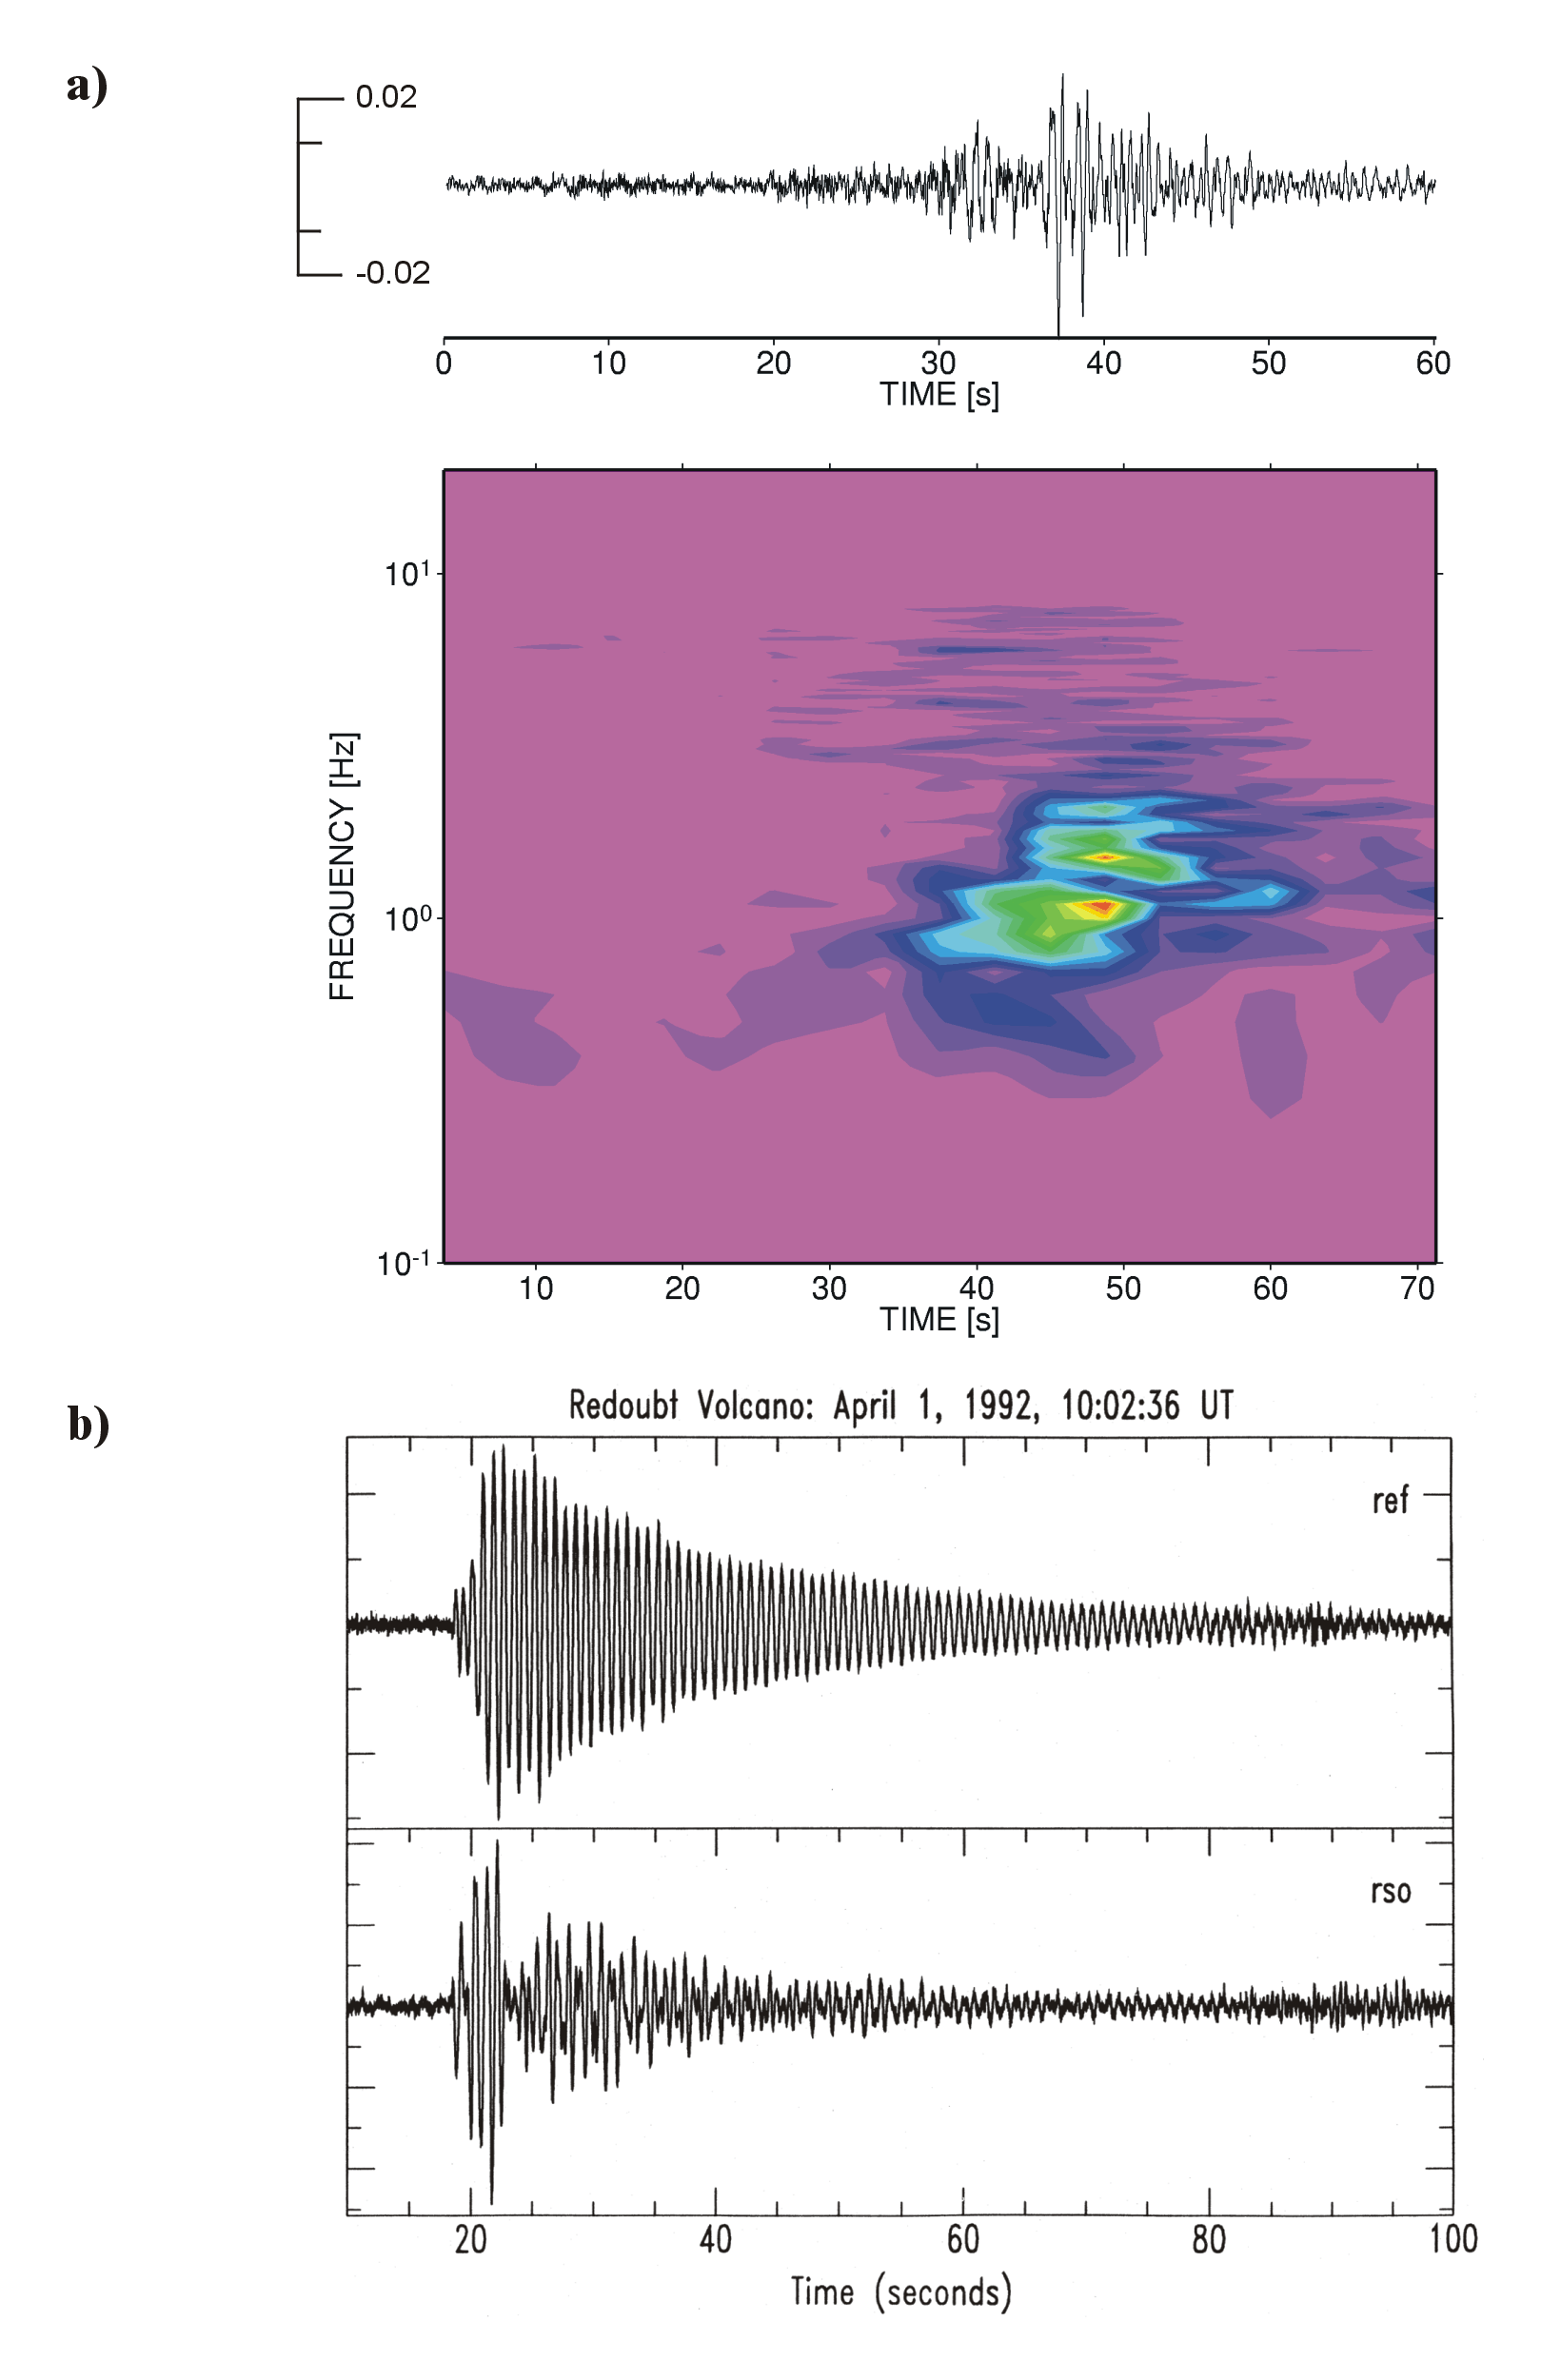 a)
0.02
-0.02
0 10 20 30 40 50 60
TIME [s]
10¹
10⁰
10⁻¹
FREQUENCY [Hz]
10 20 30 40 50 60 70
TIME [s]
b)
Redoubt Volcano: April 1, 1992, 10:02:36 UT
ref
rso
20 40 60 80 100
Time (seconds)